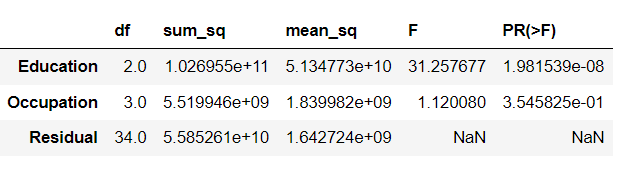 df sum_sq mean_sq F PR(>F)
Education 2.0 1.026955e+11 5.134773e+10 31.257677 1.981539e-08
Occupation 3.0 5.519946e+09 1.839982e+09 1.120080 3.545825e-01
Residual 34.0 5.585261e+10 1.642724e+09 NaN NaN